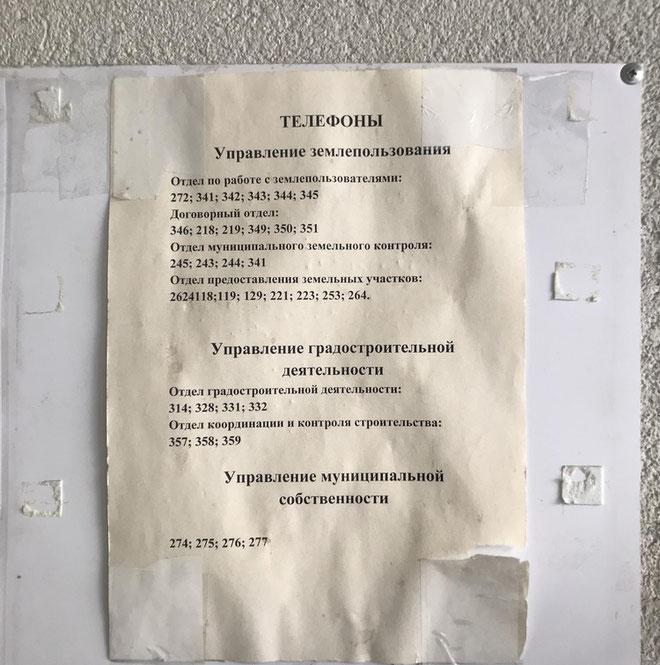 ТЕЛЕФОНЫ
Управление землепользования
Отдел по работе с землепользователями:
272; 341; 342; 343; 344; 345
Договорный отдел:
346; 218; 219; 349; 350; 351
Отдел муниципального земельного контроля:
245; 243; 244; 341
Отдел предоставления земельных участков:
2624118;119; 129; 221; 223; 253; 264.
Управление градостроительной
деятельности
Отдел градостроительной деятельности:
314; 328; 331; 332
Отдел координации и контроля строительства:
357; 358; 359
Управление муниципальной
собственности
274; 275; 276; 277